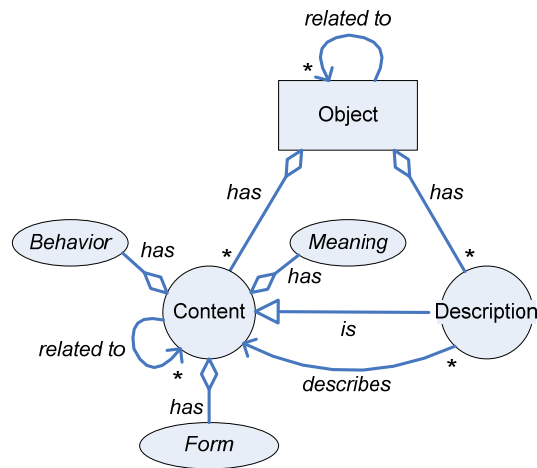 related to
*
Object
has
has
*
*
Behavior
has
Meaning
has
Content
Description
is
related to
*
*
describes
has
Form